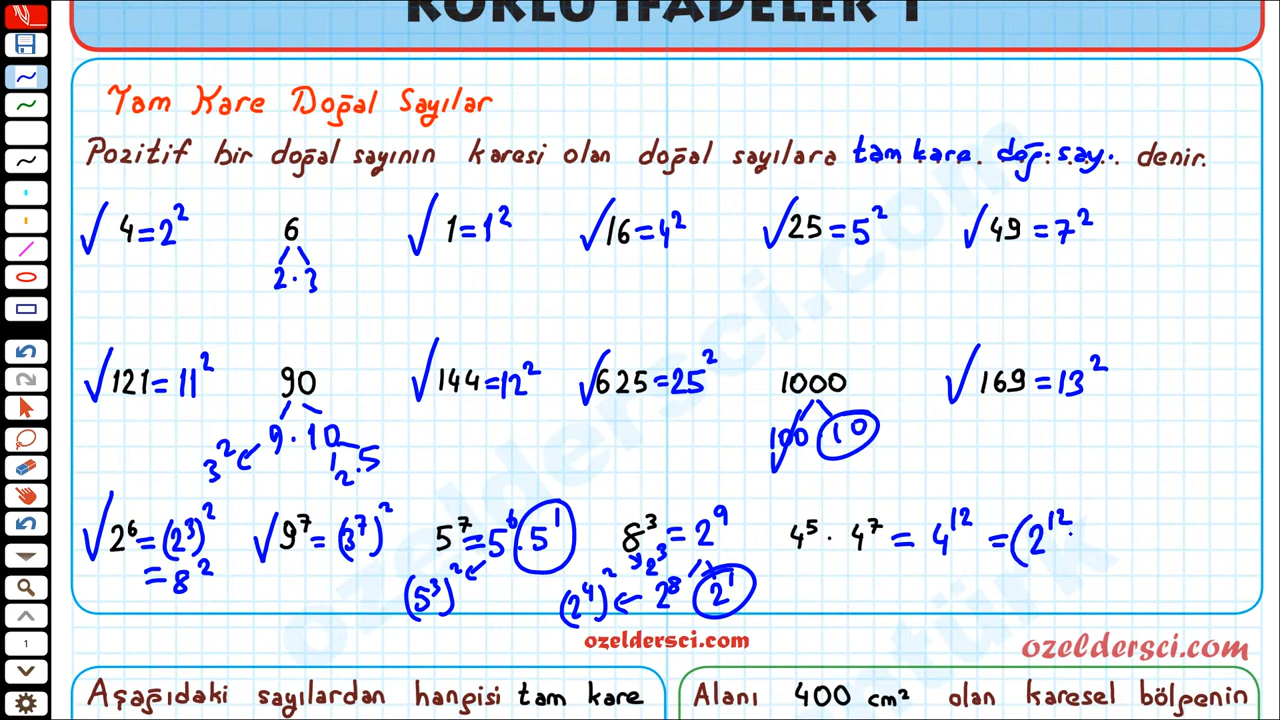 KÖKLÜ İFADELER 1
Tam Kare Doğal Sayılar
Pozitif bir doğal sayının karesi olan doğal sayılara tam kare doğ. say. denir.
√ 4 = 2² 6 √ 1 = 1² √ 16 = 4² √ 25 = 5² √ 49 = 7²
2 · 3
√ 121 = 11² 90 √ 144 = 12² √ 625 = 25² 1000 √ 169 = 13²
9 · 10 100 · 10
3² 2 · 5
√ 2⁶ = (2³)² √ 9⁷ = (3⁷)² 5⁷ = 5⁶ · 5¹ 8³ = 2⁹ 4⁵ · 4⁷ = 4¹² = (2¹²
= 8² (5³)² 2³ (2⁴)² ← 2⁸ 2¹
ozeldersci.com
ozeldersci.com
Aşağıdaki sayılardan hangisi tam kare
Alanı 400 cm² olan karesel bölgenin
1